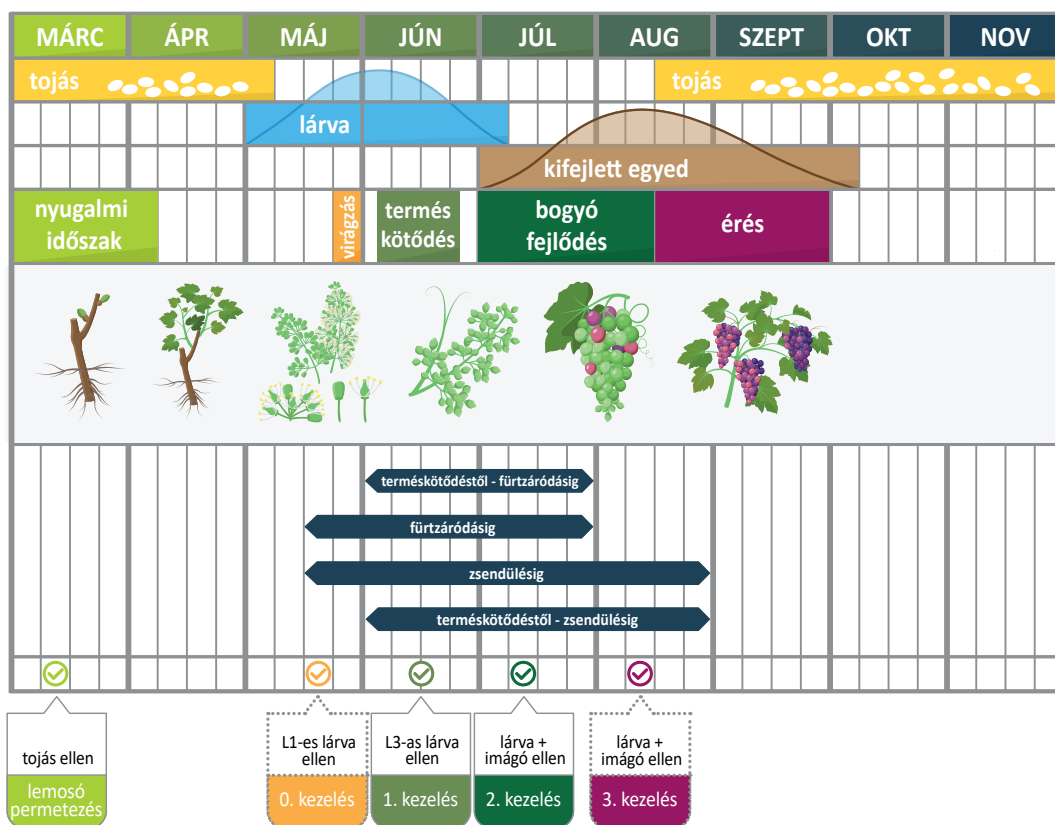 MÁRC ÁPR MÁJ JÚN JÚL AUG SZEPT OKT NOV
tojás tojás
lárva
kifejlett egyed
nyugalmi
időszak
virágzás
termés
kötődés
bogyó
fejlődés
érés
terméskötődéstől - fürtzáródásig
fürtzáródásig
zsendülésig
terméskötődéstől - zsendülésig
tojás ellen
lemosó
permetezés
L1-es lárva
ellen
0. kezelés
L3-as lárva
ellen
1. kezelés
lárva +
imágó ellen
2. kezelés
lárva +
imágó ellen
3. kezelés